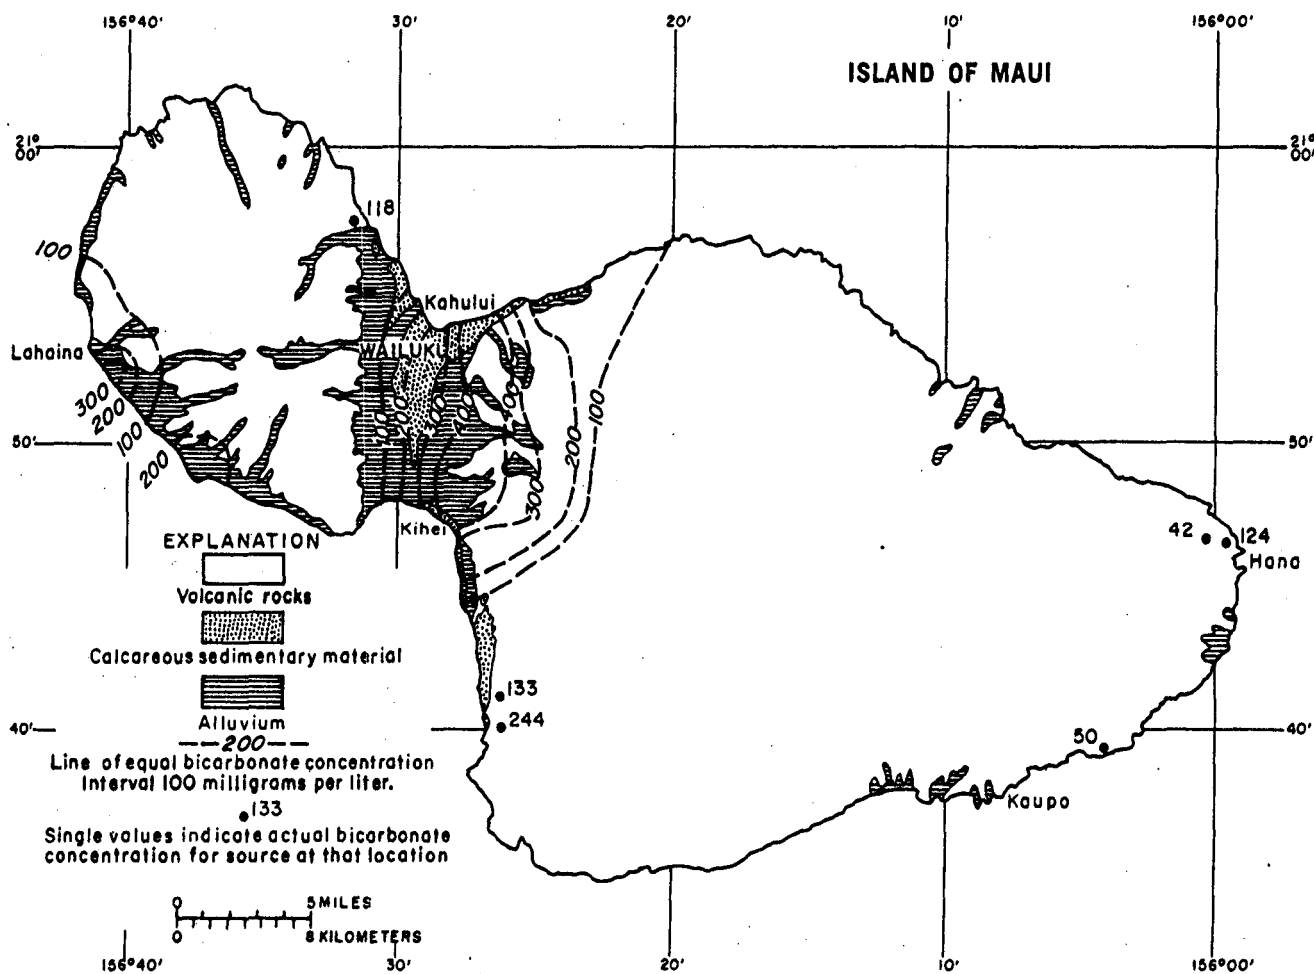 156°40'
30'
20'
10'
156°00'
ISLAND OF MAUI
21°
00'
21°
00'
118
100
Kahului
Lahaina
WAILUKU
300
200
100
200
100
200
300
400
400
300
200
100
50'
50'
Kihei
42
124
Hana
EXPLANATION
Volcanic rocks
Calcareous sedimentary material
Alluvium
200
Line of equal bicarbonate concentration
Interval 100 milligrams per liter.
133
Single values indicate actual bicarbonate
concentration for source at that location
133
244
40'
40'
50
Kaupo
0 5 MILES
0 8 KILOMETERS
156°40'
30'
20'
10'
156°00'